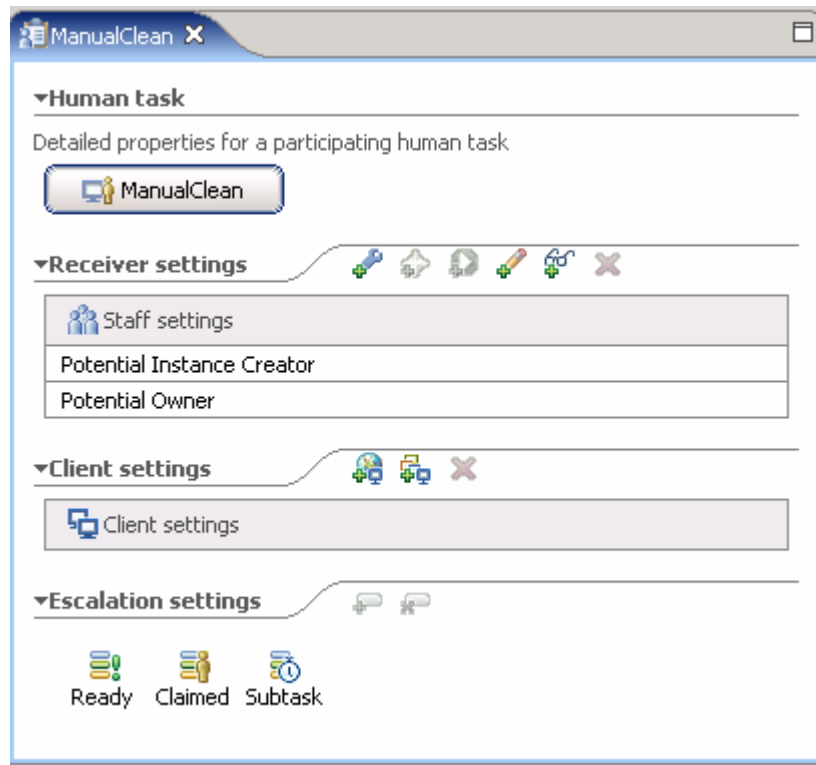 ManualClean
Human task
Detailed properties for a participating human task
ManualClean
Receiver settings
Staff settings
Potential Instance Creator
Potential Owner
Client settings
Client settings
Escalation settings
Ready Claimed Subtask